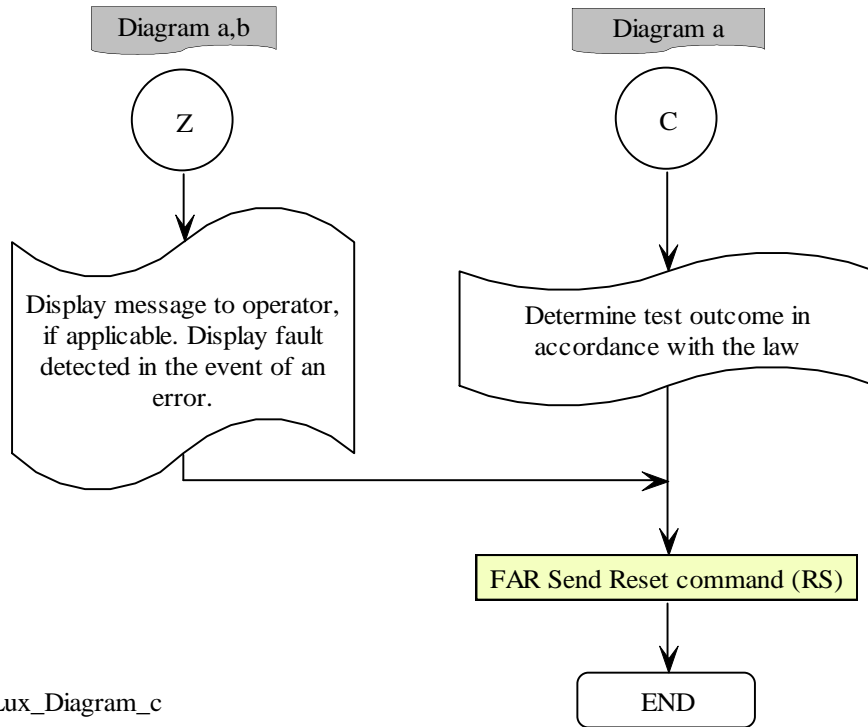 Diagram a,b
Diagram a
Z
C
Display message to operator,
if applicable. Display fault
detected in the event of an
error.
Determine test outcome in
accordance with the law
FAR Send Reset command (RS)
END
Lux_Diagram_c